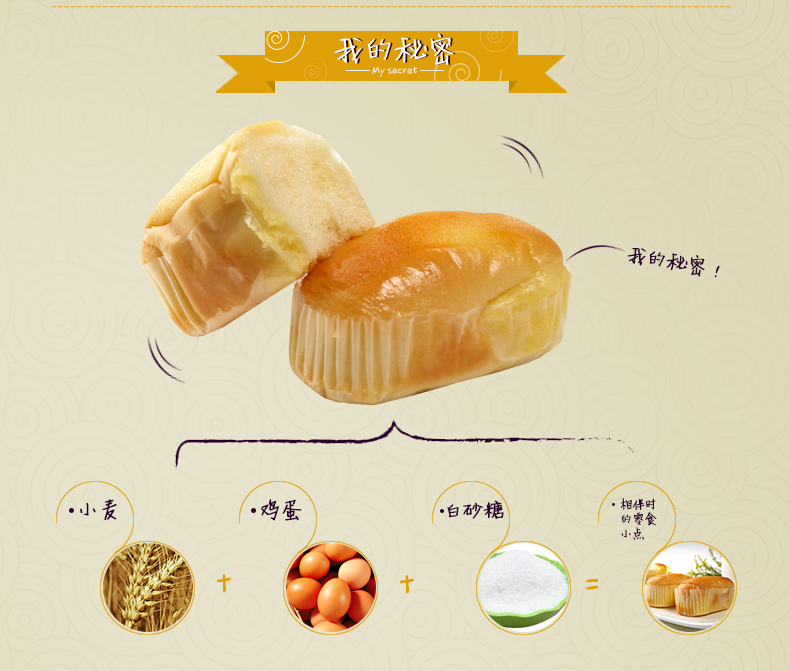 我的秘密
My secret
我的秘密！
•小麦
•鸡蛋
•白砂糖
•相伴时
的零食
小点
+
+
=